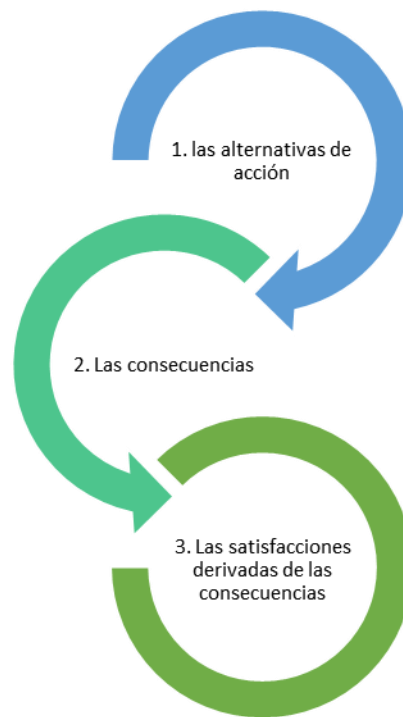 1. las alternativas de
acción
2. Las consecuencias
3. Las satisfacciones
derivadas de las
consecuencias